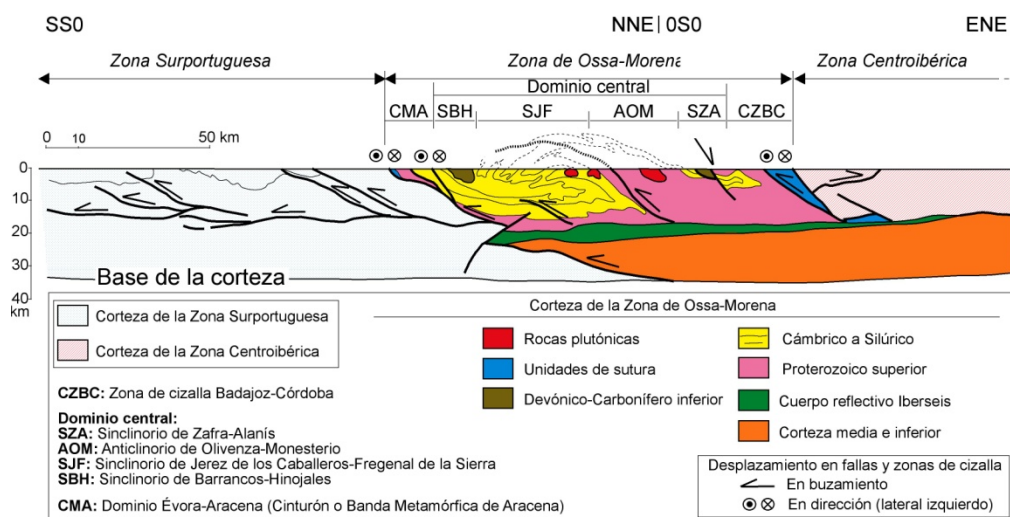 SS0 NNE | 0S0 ENE
Zona Surportuguesa Zona de Ossa-Morena Zona Centroibérica
Dominio central
CMA SBH SJF AOM SZA CZBC
0 10 50 km
0
10
20
30
40
km
Base de la corteza
Corteza de la Zona Surportuguesa
Corteza de la Zona Centroibérica
CZBC: Zona de cizalla Badajoz-Córdoba
Dominio central:
SZA: Sinclinorio de Zafra-Alanís
AOM: Anticlinorio de Olivenza-Monesterio
SJF: Sinclinorio de Jerez de los Caballeros-Fregenal de la Sierra
SBH: Sinclinorio de Barrancos-Hinojales
CMA: Dominio Évora-Aracena (Cinturón o Banda Metamórfica de Aracena)
Corteza de la Zona de Ossa-Morena
Rocas plutónicas
Unidades de sutura
Devónico-Carbonífero inferior
Cámbrico a Silúrico
Proterozoico superior
Cuerpo reflectivo Iberseis
Corteza media e inferior
Desplazamiento en fallas y zonas de cizalla
En buzamiento
En dirección (lateral izquierdo)